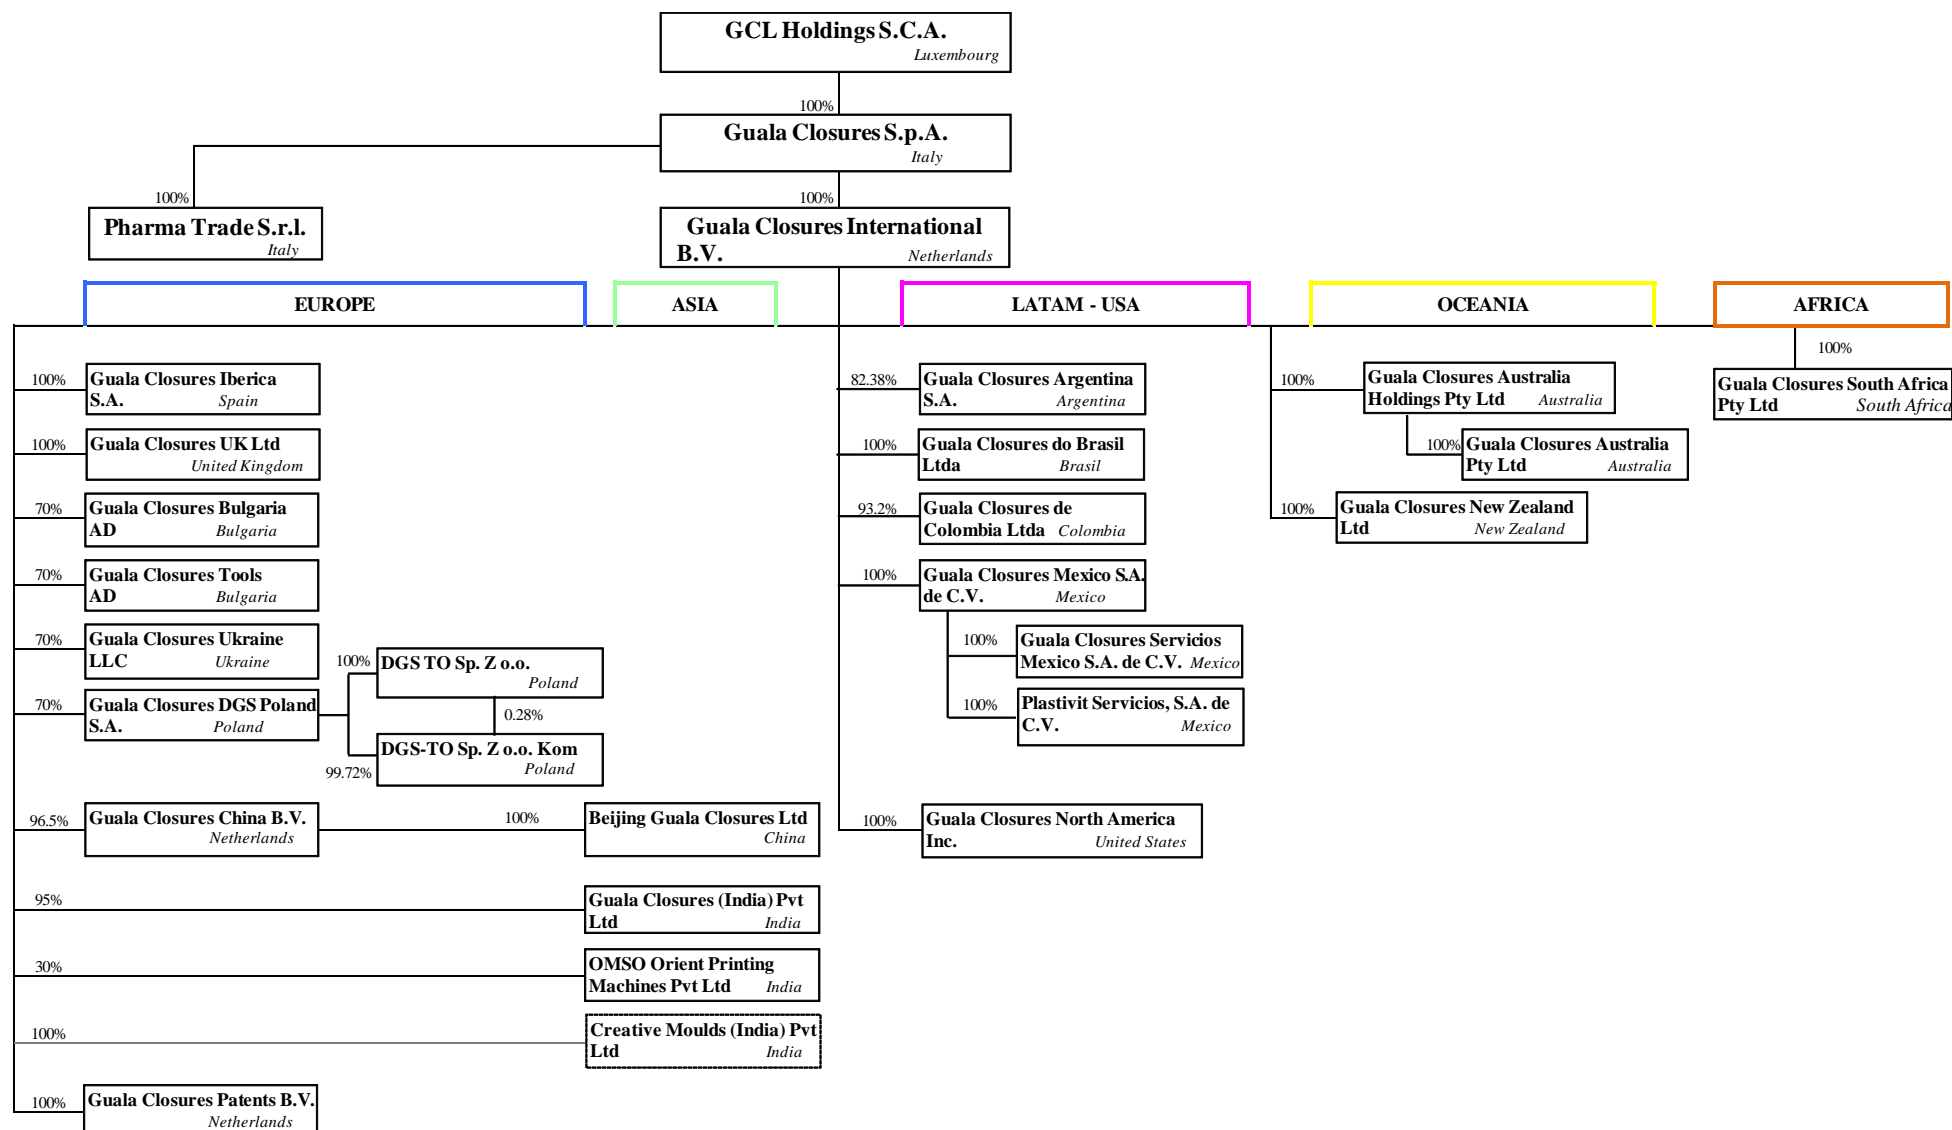 GCL Holdings S.C.A.
Luxembourg
100%
Guala Closures S.p.A.
Italy
100%
100%
Pharma Trade S.r.l.
Italy
Guala Closures International
B.V. Netherlands
EUROPE
ASIA
LATAM - USA
OCEANIA
AFRICA
100%
Guala Closures Iberica
S.A. Spain
100%
Guala Closures UK Ltd
United Kingdom
70%
Guala Closures Bulgaria
AD Bulgaria
70%
Guala Closures Tools
AD Bulgaria
70%
Guala Closures Ukraine
LLC Ukraine
70%
Guala Closures DGS Poland
S.A. Poland
100%
DGS TO Sp. Z o.o.
Poland
0.28%
DGS-TO Sp. Z o.o. Kom
Poland
99.72%
96.5%
Guala Closures China B.V.
Netherlands
100%
Beijing Guala Closures Ltd
China
95%
Guala Closures (India) Pvt
Ltd India
30%
OMSO Orient Printing
Machines Pvt Ltd India
100%
Creative Moulds (India) Pvt
Ltd India
100%
Guala Closures Patents B.V.
Netherlands
82.38%
Guala Closures Argentina
S.A. Argentina
100%
Guala Closures do Brasil
Ltda Brasil
93.2%
Guala Closures de
Colombia Ltda Colombia
100%
Guala Closures Mexico S.A.
de C.V. Mexico
100%
Guala Closures Servicios
Mexico S.A. de C.V. Mexico
100%
Plastivit Servicios, S.A. de
C.V. Mexico
100%
Guala Closures North America
Inc. United States
100%
Guala Closures Australia
Holdings Pty Ltd Australia
100%
Guala Closures Australia
Pty Ltd Australia
100%
Guala Closures New Zealand
Ltd New Zealand
100%
Guala Closures South Africa
Pty Ltd South Africa